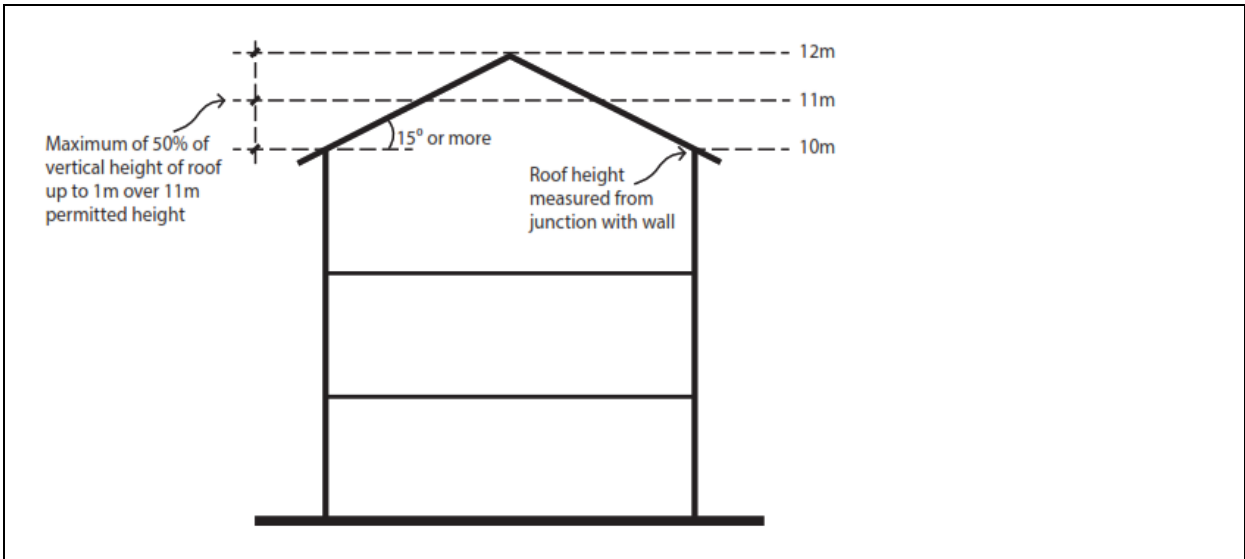 12m
11m
Maximum of 50% of
vertical height of roof
up to 1m over 11m
permitted height
15⁰ or more
10m
Roof height
measured from
junction with wall